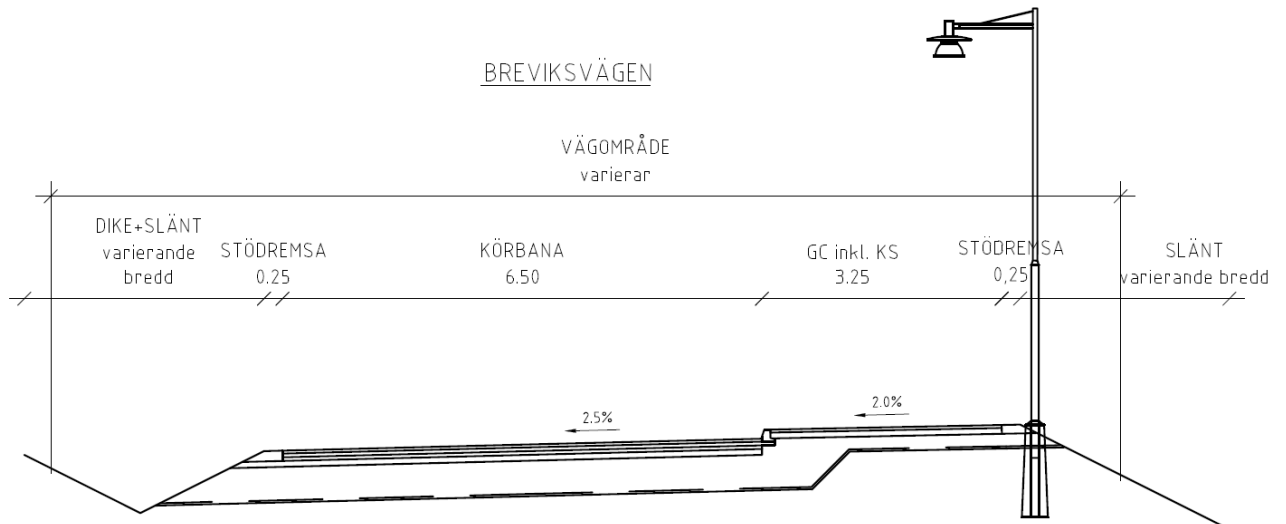 BREVIKSVÄGEN
VÄGOMRÅDE
varierar
DIKE+SLÄNT
varierande
bredd
STÖDREMSA
0.25
KÖRBANA
6.50
GC inkl. KS
3.25
STÖDREMSA
0,25
SLÄNT
varierande bredd
2.5%
2.0%